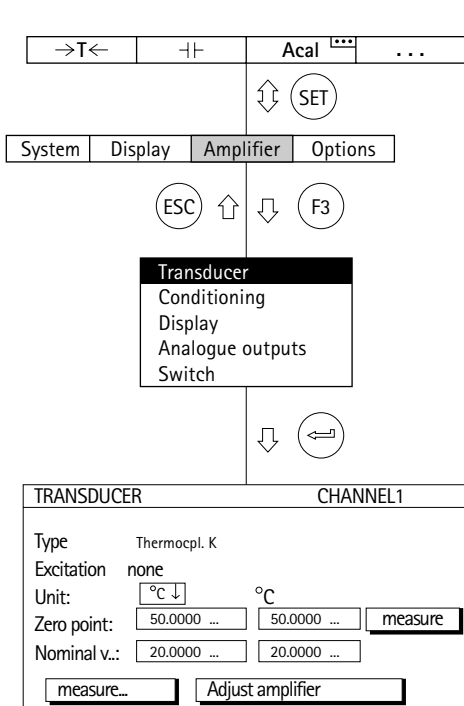 →T← ⊣⊢ Acal ...
SET
System Display Amplifier Options
ESC F3
Transducer
Conditioning
Display
Analogue outputs
Switch
TRANSDUCER CHANNEL1
Type Thermocpl. K
Excitation none
Unit: °C ↓ °C
Zero point: 50.0000 ... 50.0000 ... measure
Nominal v..: 20.0000 ... 20.0000 ...
measure... Adjust amplifier